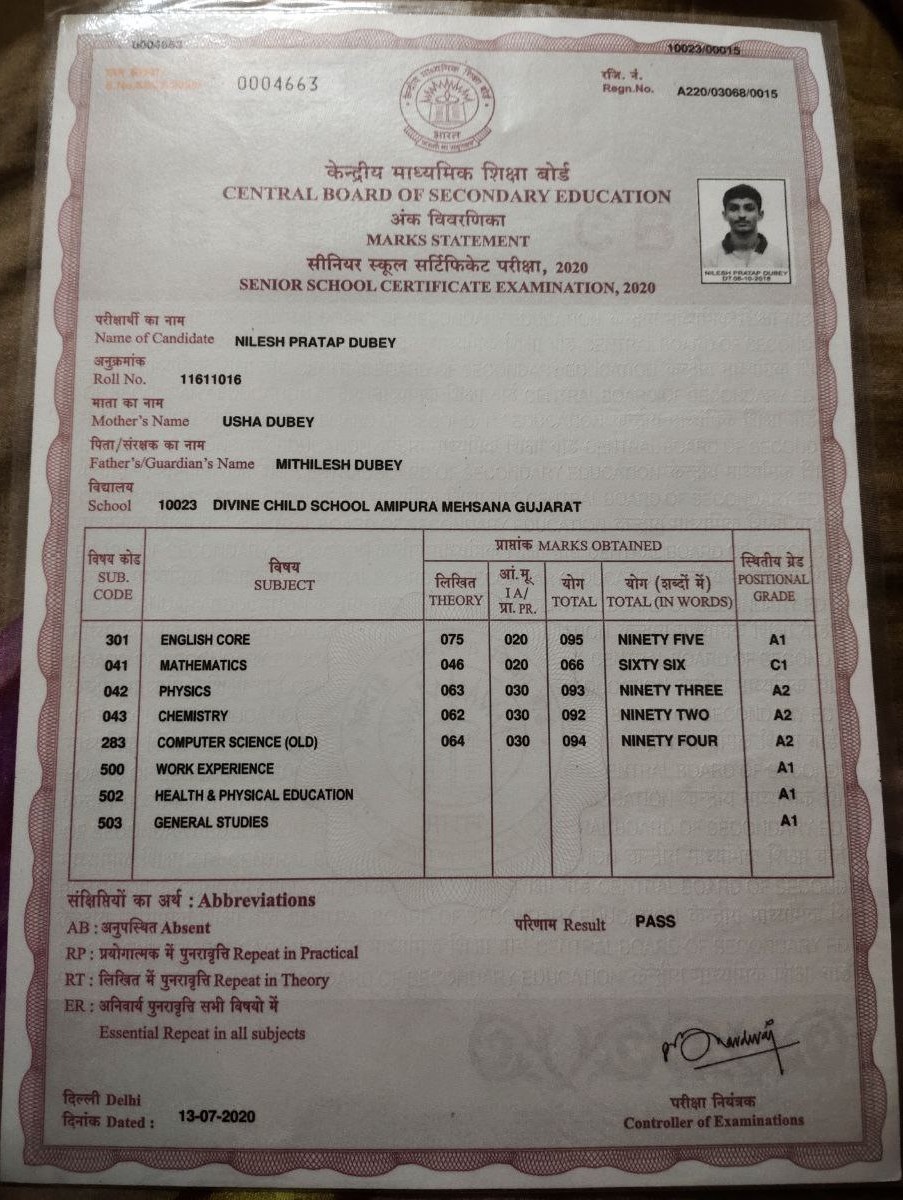 0004663
10023/00015
0004663
रजि. नं.
Regn.No. A220/03068/0015
भारत
केन्द्रीय माध्यमिक शिक्षा बोर्ड
CENTRAL BOARD OF SECONDARY EDUCATION
अंक विवरणिका
MARKS STATEMENT
सीनियर स्कूल सर्टिफिकेट परीक्षा, 2020
SENIOR SCHOOL CERTIFICATE EXAMINATION, 2020
NILESH PRATAP DUBEY
परीक्षार्थी का नाम
Name of Candidate NILESH PRATAP DUBEY
अनुक्रमांक
Roll No. 11611016
माता का नाम
Mother's Name USHA DUBEY
पिता/संरक्षक का नाम
Father's/Guardian's Name MITHILESH DUBEY
विद्यालय
School 10023 DIVINE CHILD SCHOOL AMIPURA MEHSANA GUJARAT
विषय कोड SUB. CODE
विषय SUBJECT
प्राप्तांक MARKS OBTAINED
लिखित THEORY
आं.मू. I A/ प्रा. PR.
योग TOTAL
योग (शब्दों में) TOTAL (IN WORDS)
स्थितीय ग्रेड POSITIONAL GRADE
301 ENGLISH CORE 075 020 095 NINETY FIVE A1
041 MATHEMATICS 046 020 066 SIXTY SIX C1
042 PHYSICS 063 030 093 NINETY THREE A2
043 CHEMISTRY 062 030 092 NINETY TWO A2
283 COMPUTER SCIENCE (OLD) 064 030 094 NINETY FOUR A2
500 WORK EXPERIENCE A1
502 HEALTH & PHYSICAL EDUCATION A1
503 GENERAL STUDIES A1
संक्षिप्तियों का अर्थ : Abbreviations
AB : अनुपस्थित Absent
परिणाम Result PASS
RP : प्रयोगात्मक में पुनरावृत्ति Repeat in Practical
RT : लिखित में पुनरावृत्ति Repeat in Theory
ER : अनिवार्य पुनरावृत्ति सभी विषयो में
Essential Repeat in all subjects
दिल्ली Delhi
दिनांक Dated : 13-07-2020
परीक्षा नियंत्रक
Controller of Examinations